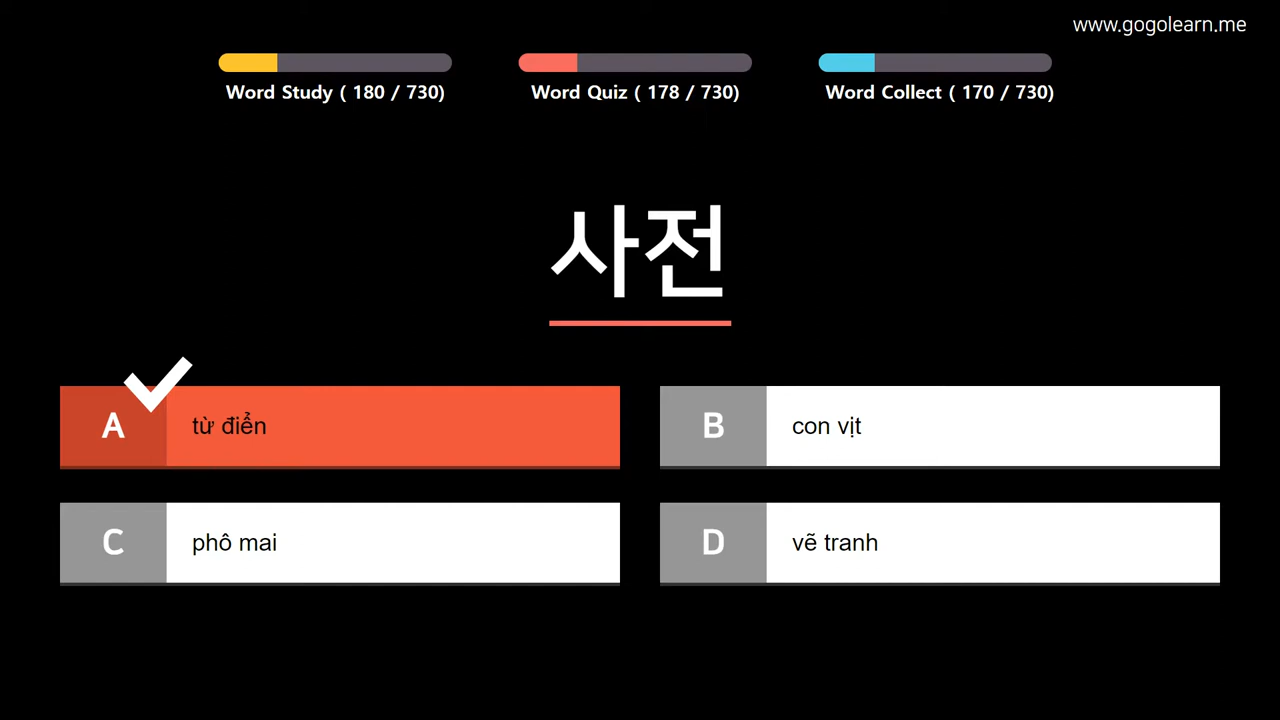 www.gogolearn.me
Word Study ( 180 / 730)
Word Quiz ( 178 / 730)
Word Collect ( 170 / 730)
사전
A
từ điển
B
con vịt
C
phô mai
D
vẽ tranh